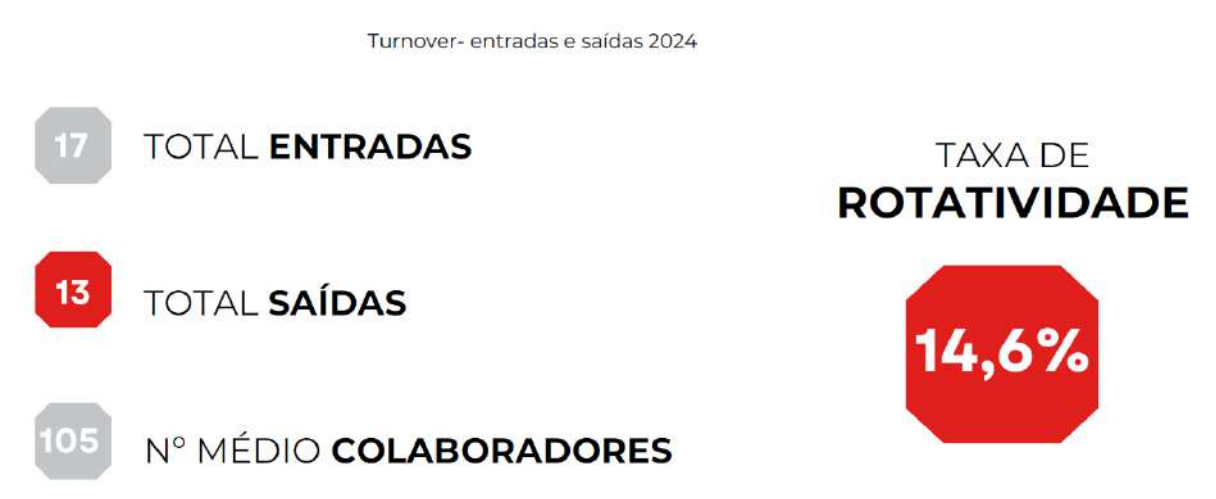 Turnover- entradas e saídas 2024
17 TOTAL ENTRADAS
13 TOTAL SAÍDAS
105 Nº MÉDIO COLABORADORES
TAXA DE
ROTATIVIDADE
14,6%